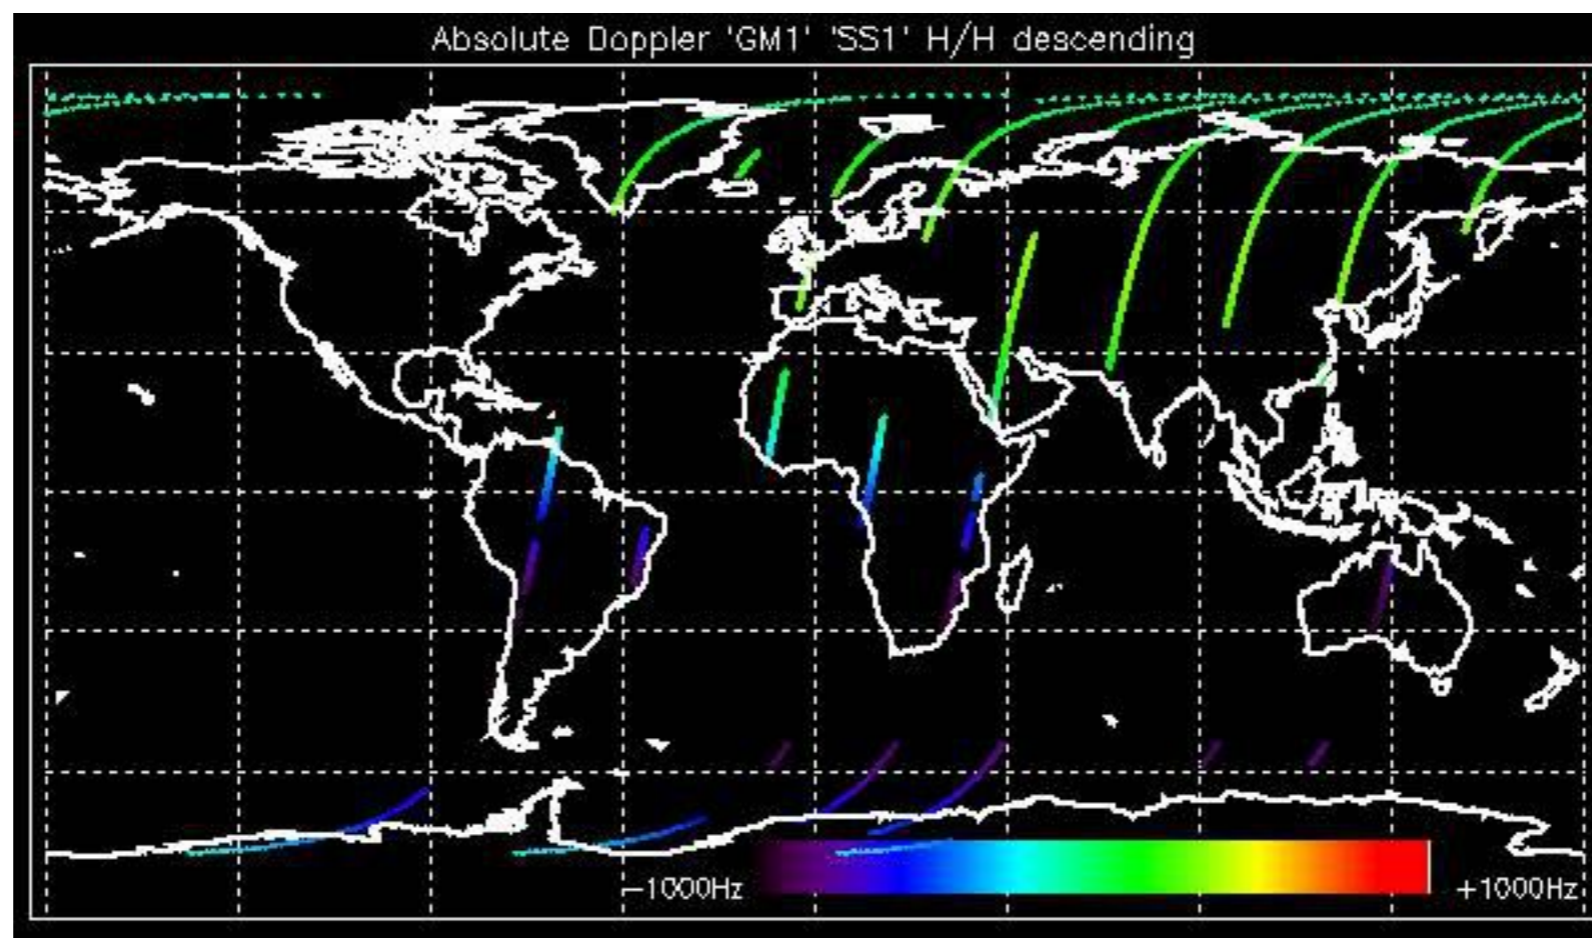 Absolute Doppler 'GM1' 'SS1' H/H descending
-1000Hz +1000Hz